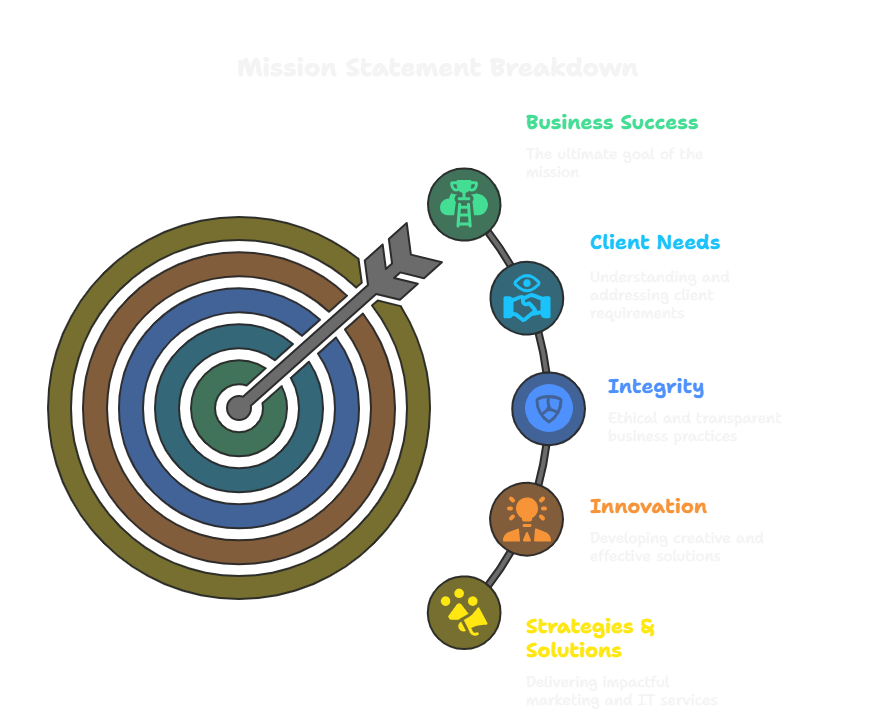 Mission Statement Breakdown
Business Success
The ultimate goal of the
mission
Client Needs
Understanding and
addressing client
requirements
Integrity
Ethical and transparent
business practices
Innovation
Developing creative and
effective solutions
Strategies &
Solutions
Delivering impactful
marketing and IT services